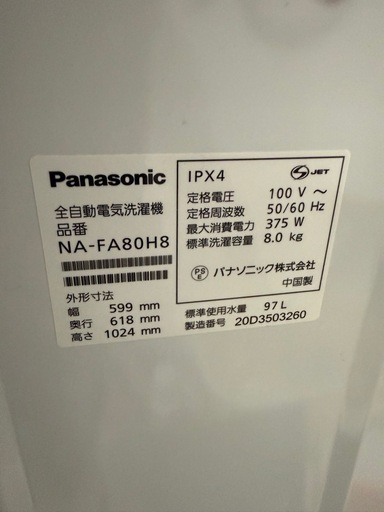 Panasonic
全自動電気洗濯機
品番
NA-FA80H8
外形寸法
幅 599 mm
奥行 618 mm
高さ 1024 mm
IPX4
S JET
定格電圧 100 V ～
定格周波数 50/60 Hz
最大消費電力 375 W
標準洗濯容量 8.0 kg
PS E パナソニック株式会社
中国製
標準使用水量 97 L
製造番号 20D3503260